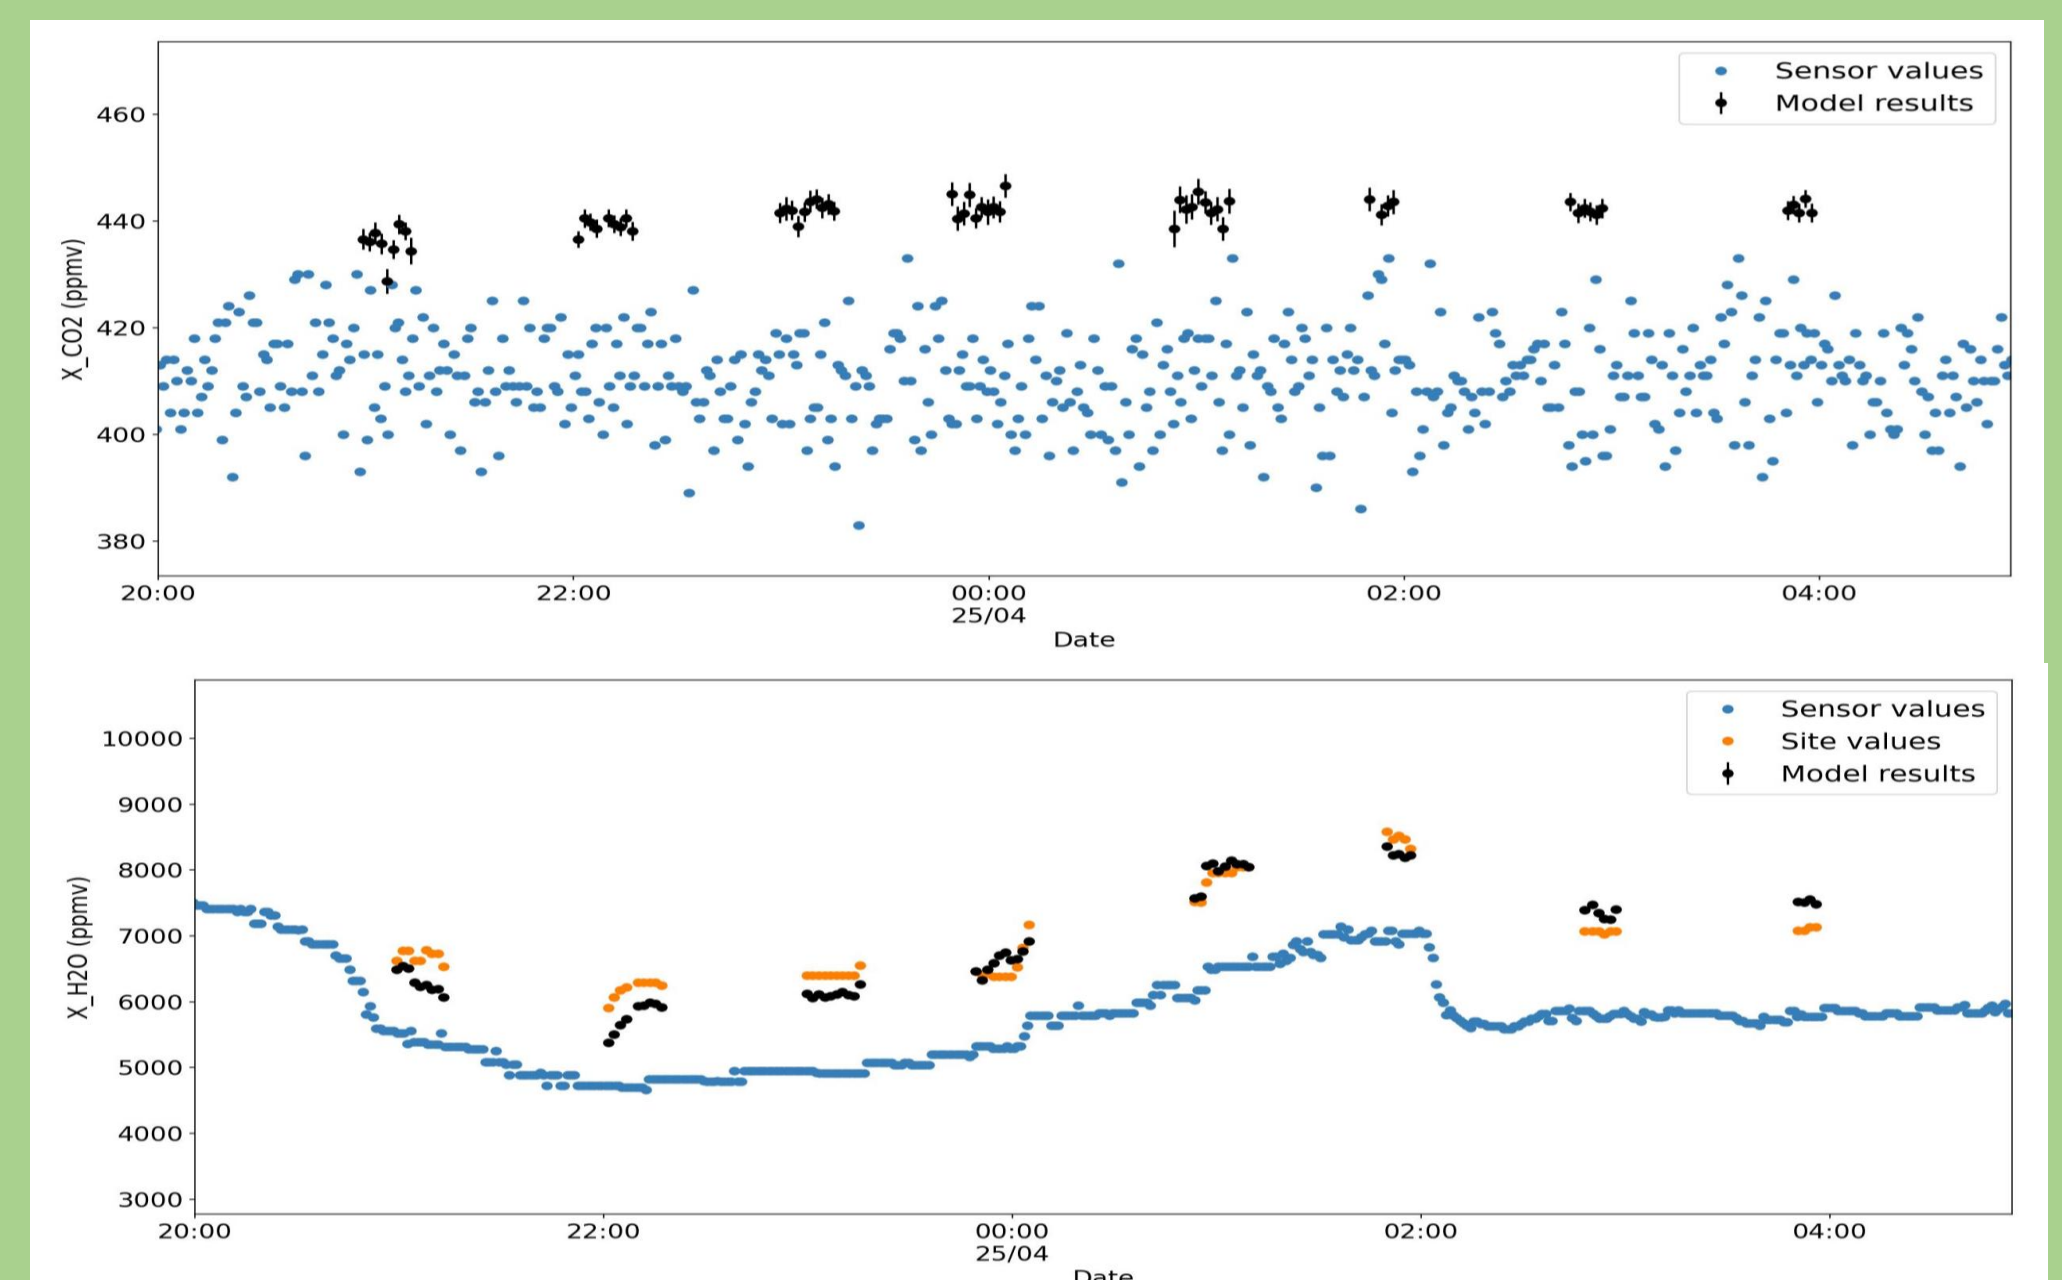 X_CO2 (ppmv)
460
440
420
400
380
Sensor values
Model results
20:00
22:00
00:00
02:00
04:00
25/04
Date
X_H2O (ppmv)
10000
9000
8000
7000
6000
5000
4000
3000
Sensor values
Site values
Model results
20:00
22:00
00:00
02:00
04:00
25/04
Date